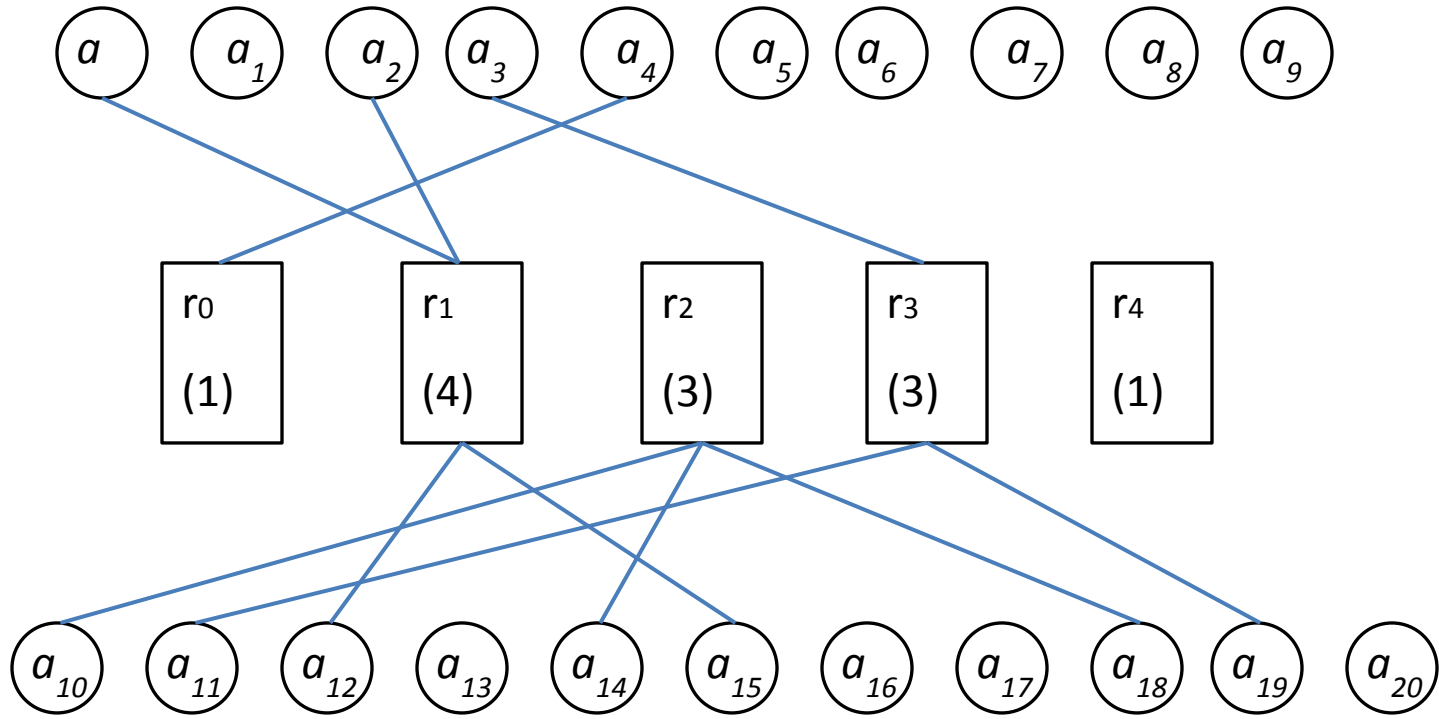 a a1 a2 a3 a4 a5 a6 a7 a8 a9
r0 r1 r2 r3 r4
(1) (4) (3) (3) (1)
a10 a11 a12 a13 a14 a15 a16 a17 a18 a19 a20